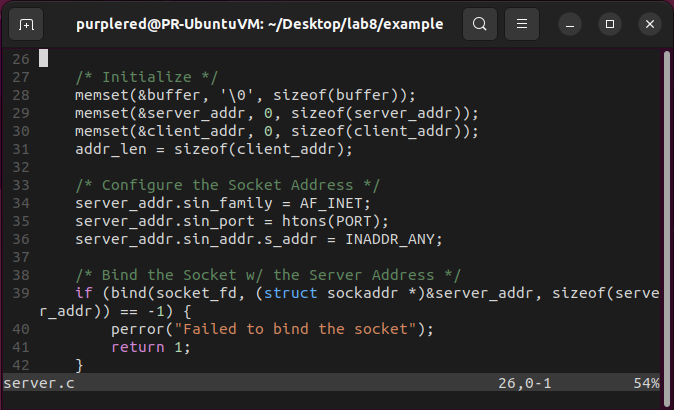 purplered@PR-UbuntuVM: ~/Desktop/lab8/example
26
27     /* Initialize */
28     memset(&buffer, '\0', sizeof(buffer));
29     memset(&server_addr, 0, sizeof(server_addr));
30     memset(&client_addr, 0, sizeof(client_addr));
31     addr_len = sizeof(client_addr);
32
33     /* Configure the Socket Address */
34     server_addr.sin_family = AF_INET;
35     server_addr.sin_port = htons(PORT);
36     server_addr.sin_addr.s_addr = INADDR_ANY;
37
38     /* Bind the Socket w/ the Server Address */
39     if (bind(socket_fd, (struct sockaddr *)&server_addr, sizeof(serve
r_addr)) == -1) {
40         perror("Failed to bind the socket");
41         return 1;
42     }
server.c 26,0-1 54%